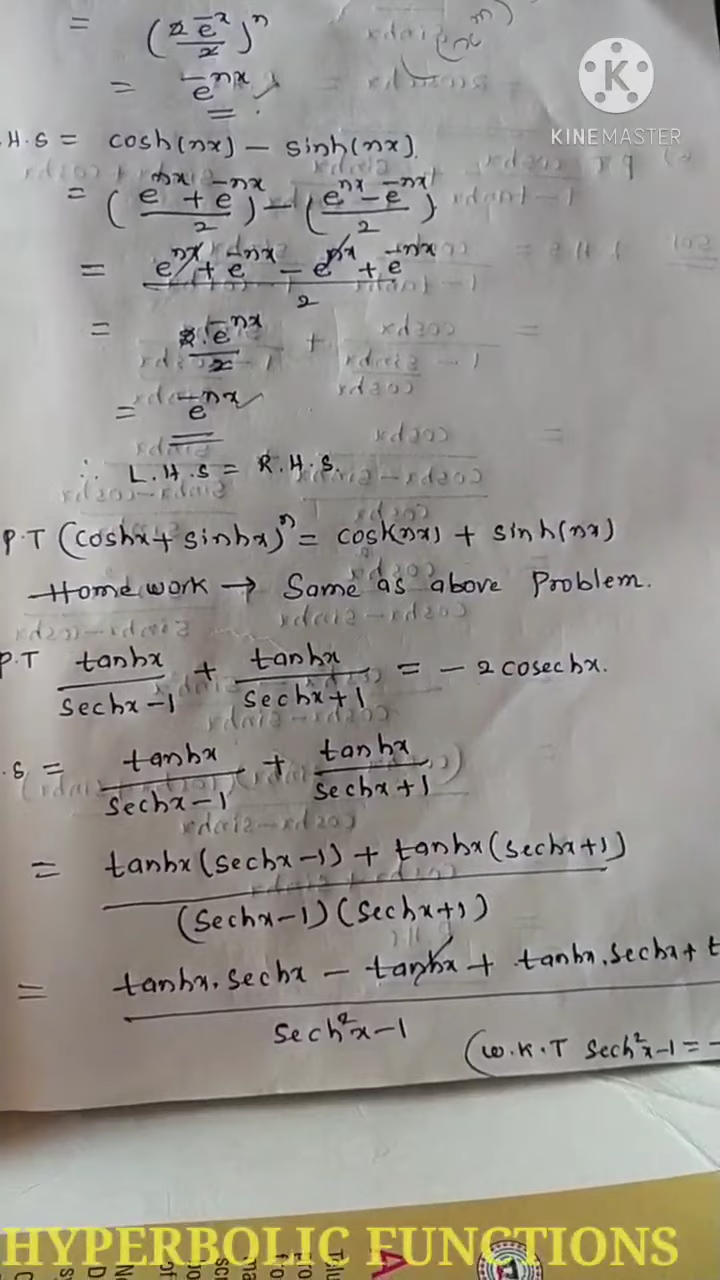 = (2e^-x/2)^n
= e^-nx
KINEMASTER
.H.S = cosh(nx) - sinh(nx).
= (e^nx + e^-nx/2) - (e^nx - e^-nx/2)
= e^nx + e^-nx - e^nx + e^-nx/2
= 2.e^-nx/2
= e^-nx
∴ L.H.S = R.H.S.
P.T (coshx + sinhx)^n = cosh(nx) + sinh(nx)
Homework → Same as above Problem.
P.T tanhx/sechx-1 + tanhx/sechx+1 = - 2 cosechx.
.S = tanhx/sechx-1 + tanhx/sechx+1
= tanhx(sechx-1) + tanhx(sechx+1)/(sechx-1)(sechx+1)
= tanhx.sechx - tanhx + tanhx.sechx + t/sech²x-1
(W.K.T sech²x-1 = -
HYPERBOLIC FUNCTIONS